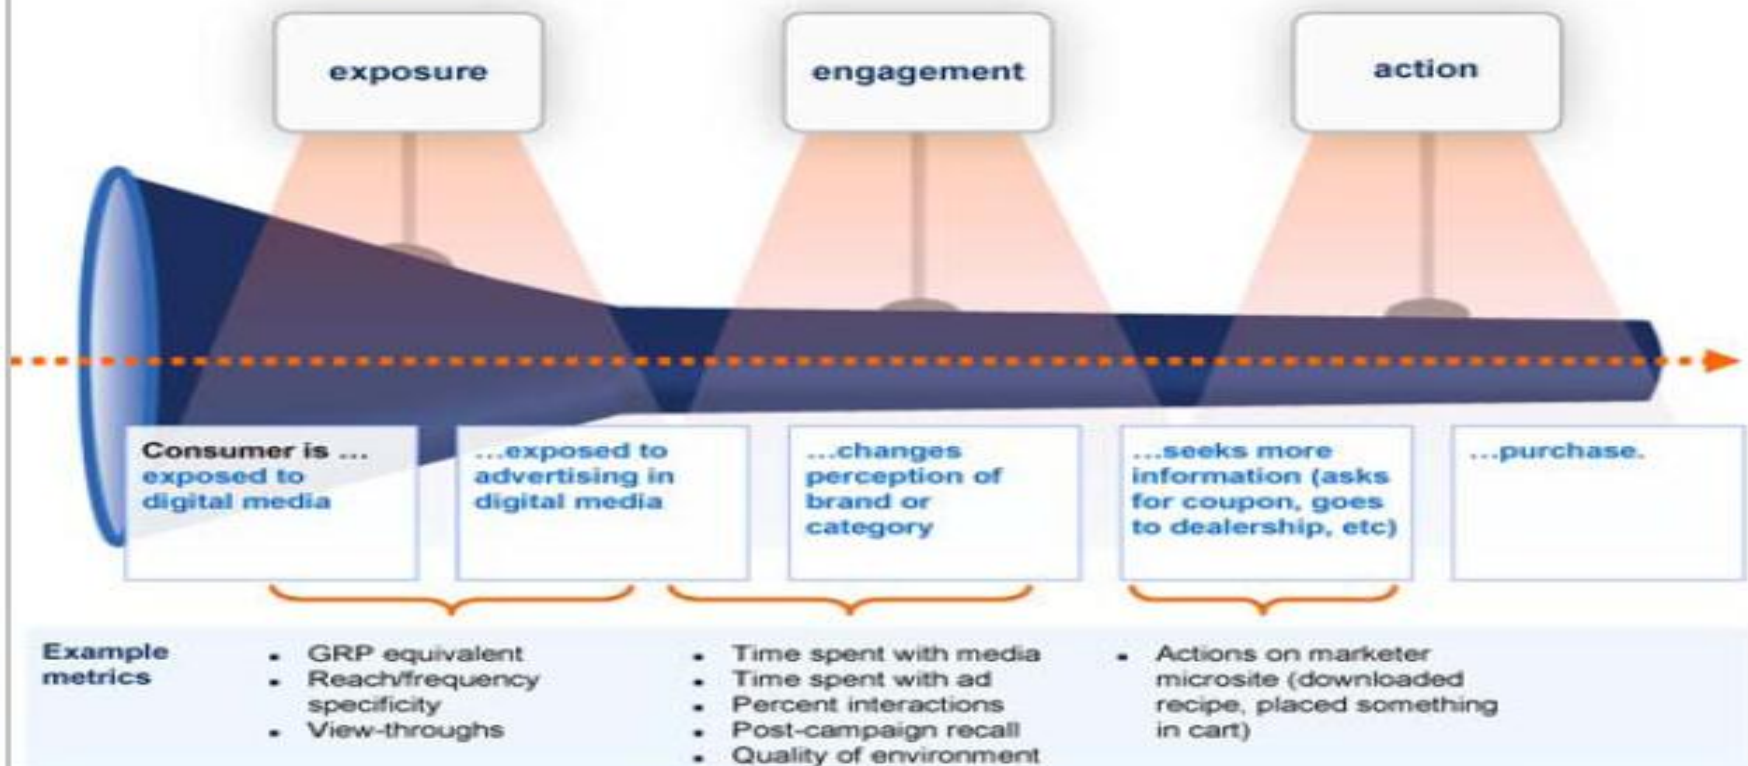 exposure
engagement
action
Consumer is ...
exposed to
digital media
...exposed to
advertising in
digital media
...changes
perception of
brand or
category
...seeks more
information (asks
for coupon, goes
to dealership, etc)
...purchase.
Example
metrics
• GRP equivalent
• Reach/frequency
specificity
• View-throughs
• Time spent with media
• Time spent with ad
• Percent interactions
• Post-campaign recall
• Quality of environment
• Actions on marketer
microsite (downloaded
recipe, placed something
in cart)